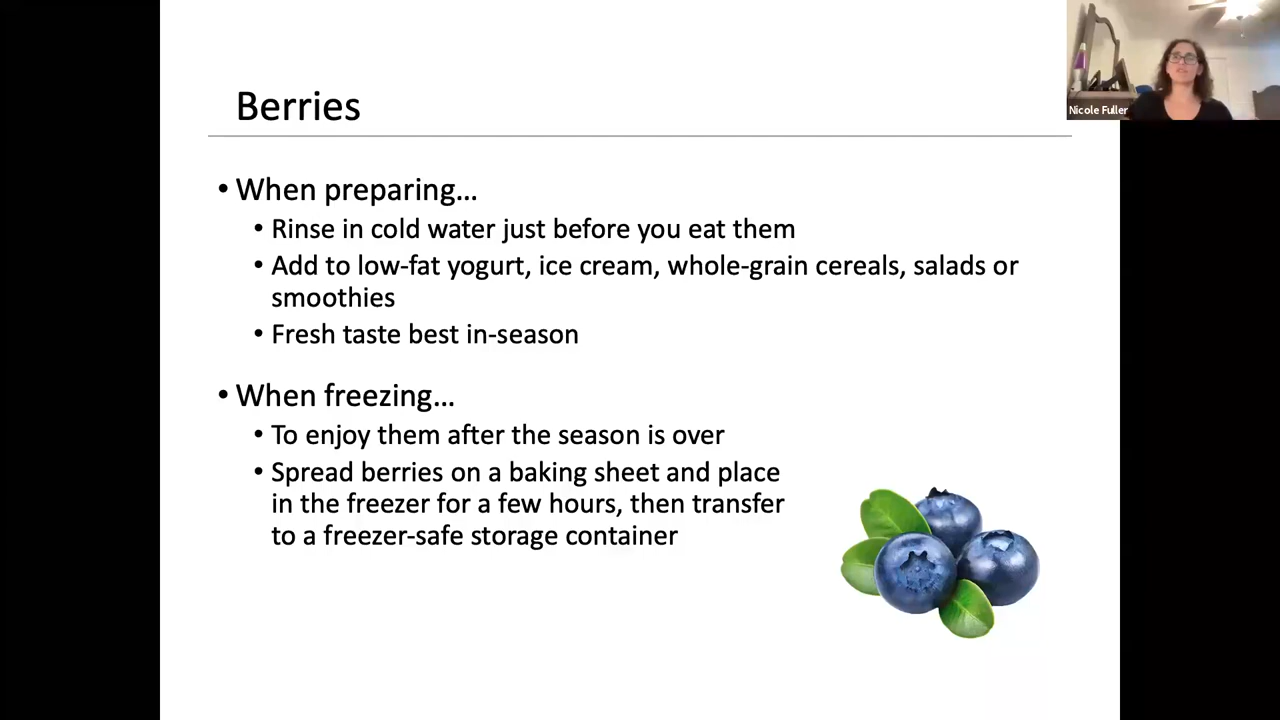 Berries
Nicole Fuller
• When preparing...
• Rinse in cold water just before you eat them
• Add to low-fat yogurt, ice cream, whole-grain cereals, salads or
smoothies
• Fresh taste best in-season
• When freezing...
• To enjoy them after the season is over
• Spread berries on a baking sheet and place
in the freezer for a few hours, then transfer
to a freezer-safe storage container